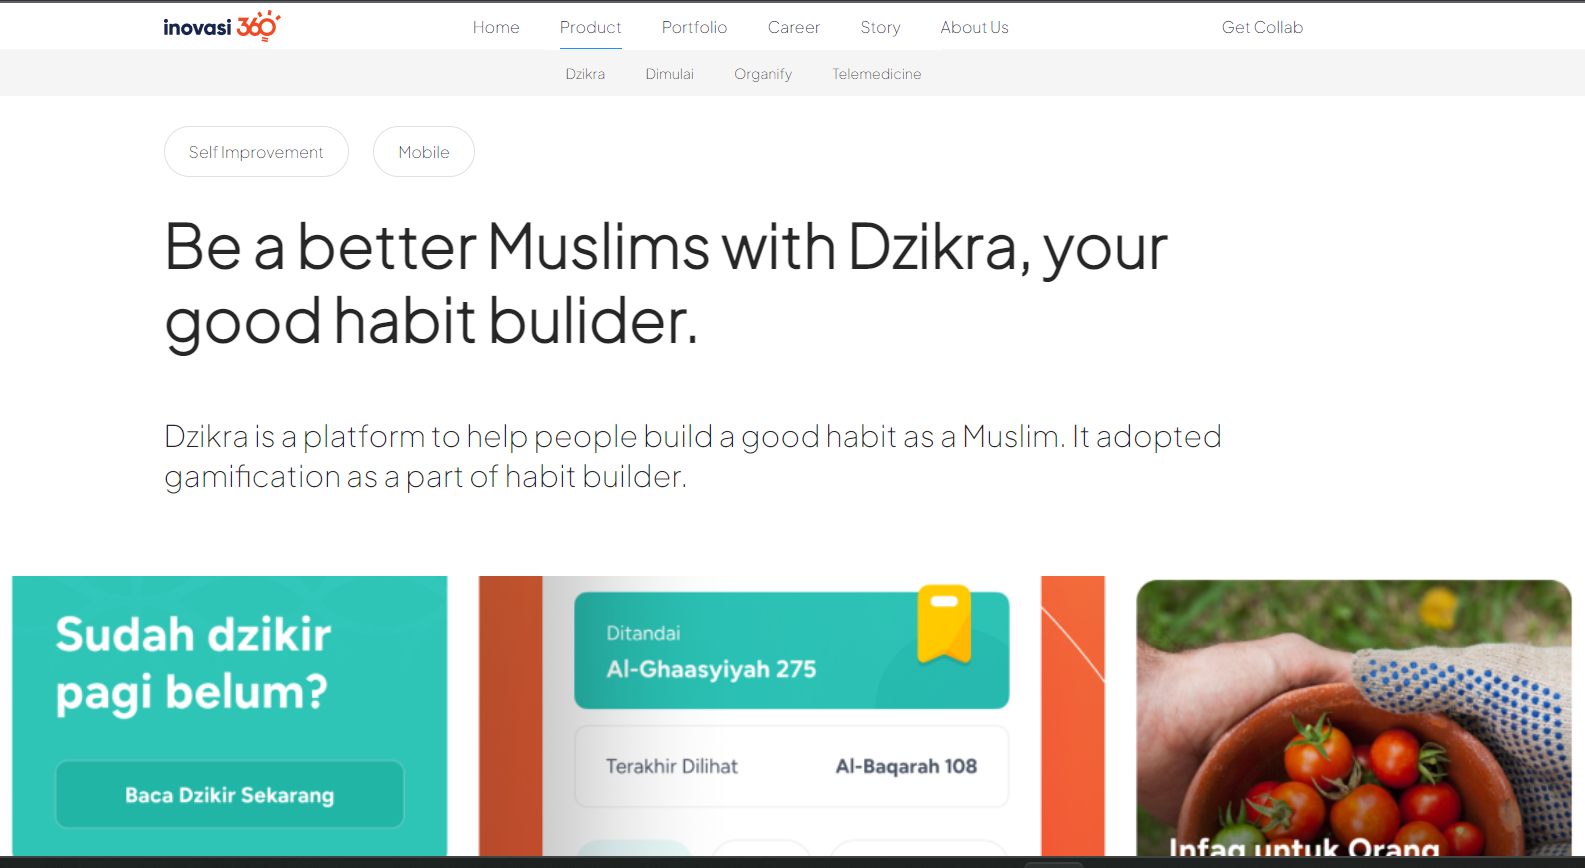 inovasi 360
Home Product Portfolio Career Story About Us Get Collab
Dzikra Dimulai Organify Telemedicine
Self Improvement Mobile
Be a better Muslims with Dzikra, your
good habit bulider.
Dzikra is a platform to help people build a good habit as a Muslim. It adopted
gamification as a part of habit builder.
Sudah dzikir
pagi belum?
Baca Dzikir Sekarang
Ditandai
Al-Ghaasyiyah 275
Terakhir Dilihat Al-Baqarah 108
Infaq untuk Orang